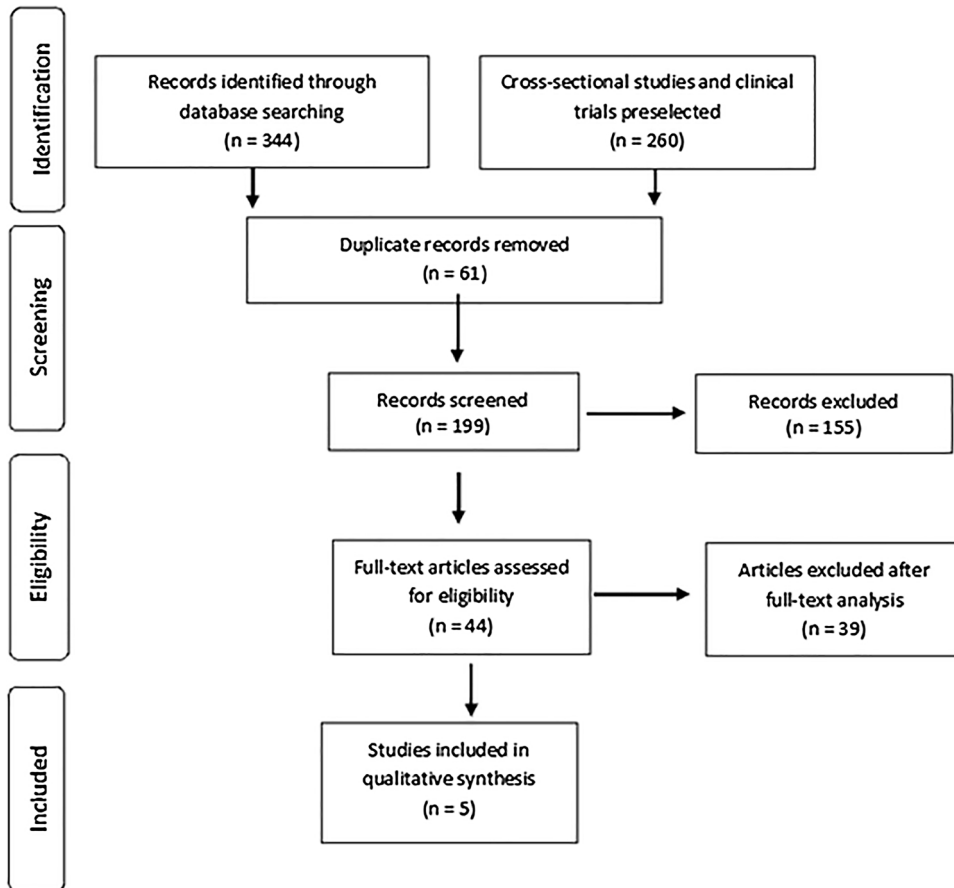 Identification
Records identified through
database searching
(n = 344)
Cross-sectional studies and clinical
trials preselected
(n = 260)
Screening
Duplicate records removed
(n = 61)
Records screened
(n = 199)
Records excluded
(n = 155)
Eligibility
Full-text articles assessed
for eligibility
(n = 44)
Articles excluded after
full-text analysis
(n = 39)
Included
Studies included in
qualitative synthesis
(n = 5)